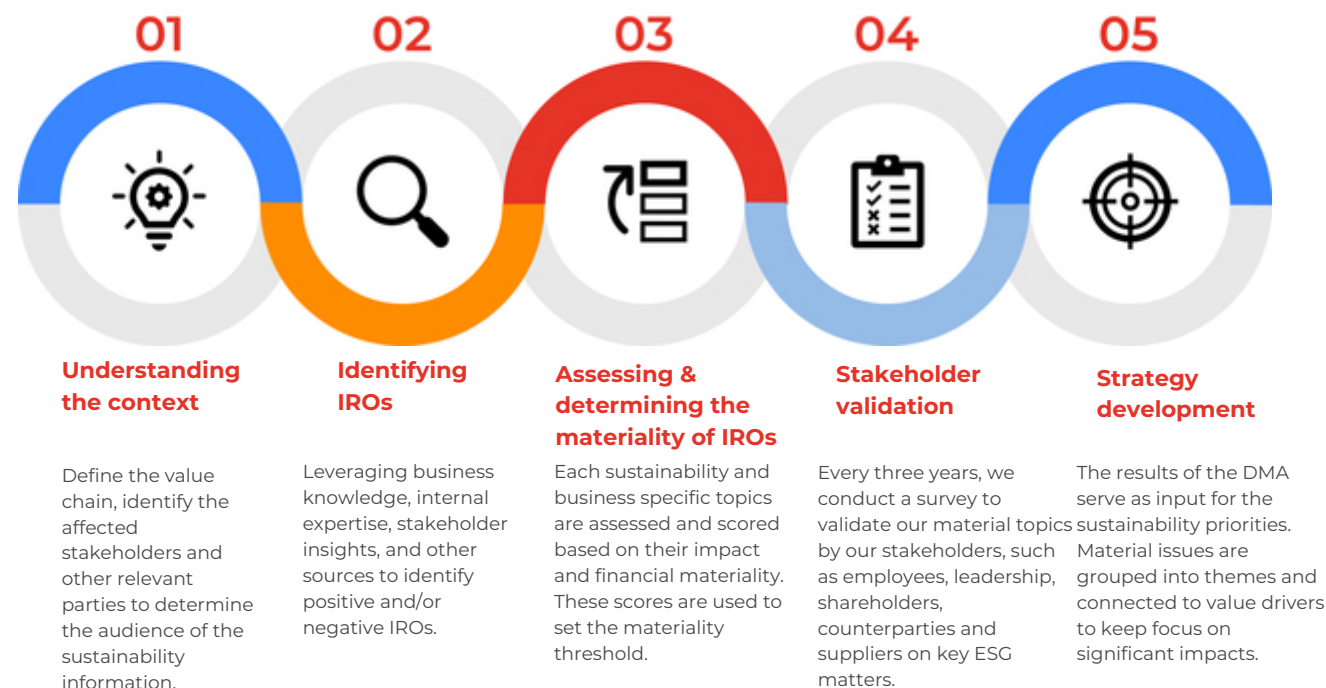 01
02
03
04
05
Understanding
the context
Define the value
chain, identify the
affected
stakeholders and
other relevant
parties to determine
the audience of the
sustainability
information.
Identifying
IROs
Leveraging business
knowledge, internal
expertise, stakeholder
insights, and other
sources to identify
positive and/or
negative IROs.
Assessing &
determining the
materiality of IROs
Each sustainability and
business specific topics
are assessed and scored
based on their impact
and financial materiality.
These scores are used to
set the materiality
threshold.
Stakeholder
validation
Every three years, we
conduct a survey to
validate our material topics
by our stakeholders, such
as employees, leadership,
shareholders,
counterparties and
suppliers on key ESG
matters.
Strategy
development
The results of the DMA
serve as input for the
sustainability priorities.
Material issues are
grouped into themes and
connected to value drivers
to keep focus on
significant impacts.